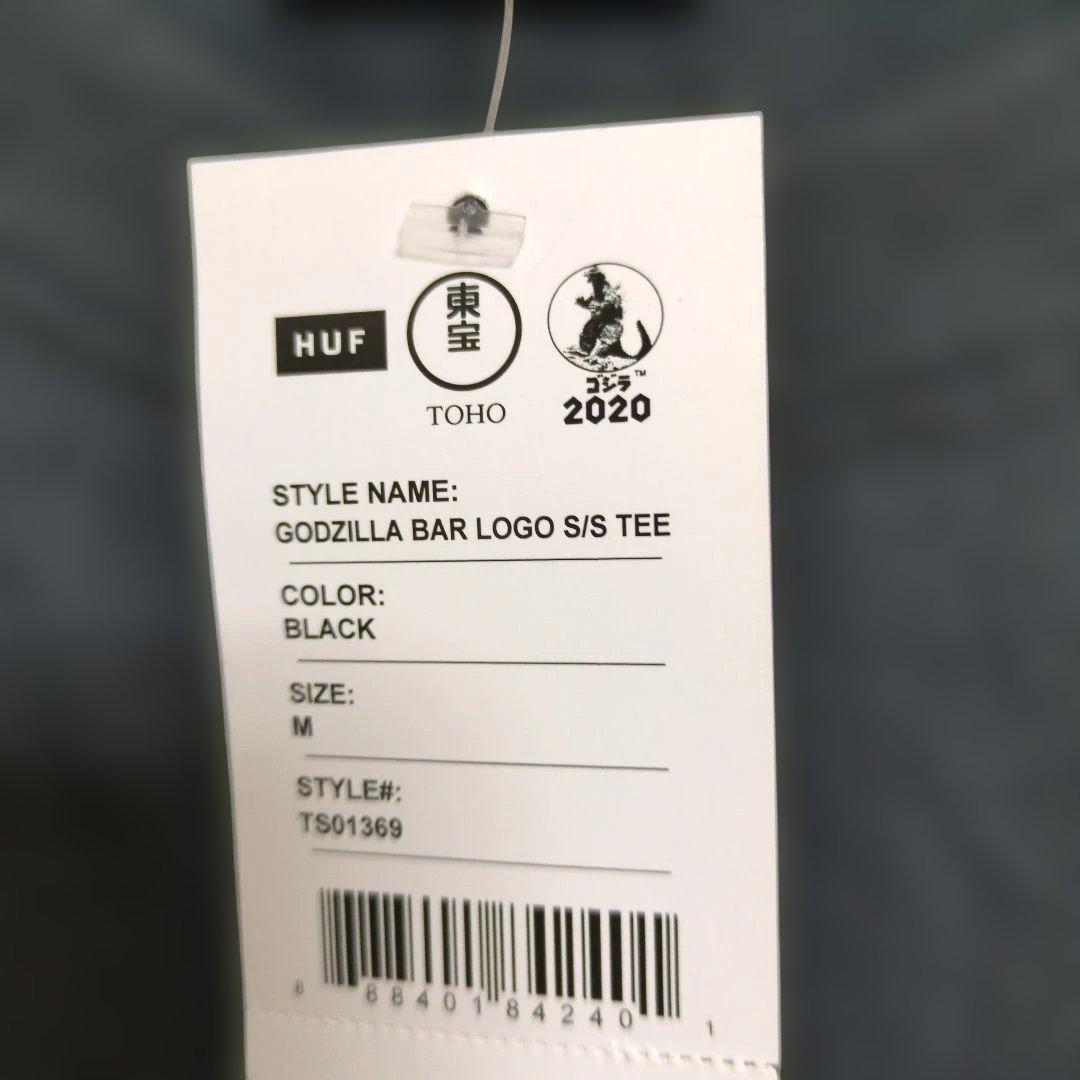 HUF
東宝
TOHO
ゴジラ™
2020
STYLE NAME:
GODZILLA BAR LOGO S/S TEE
COLOR:
BLACK
SIZE:
M
STYLE#:
TS01369
8 88401 84240 1